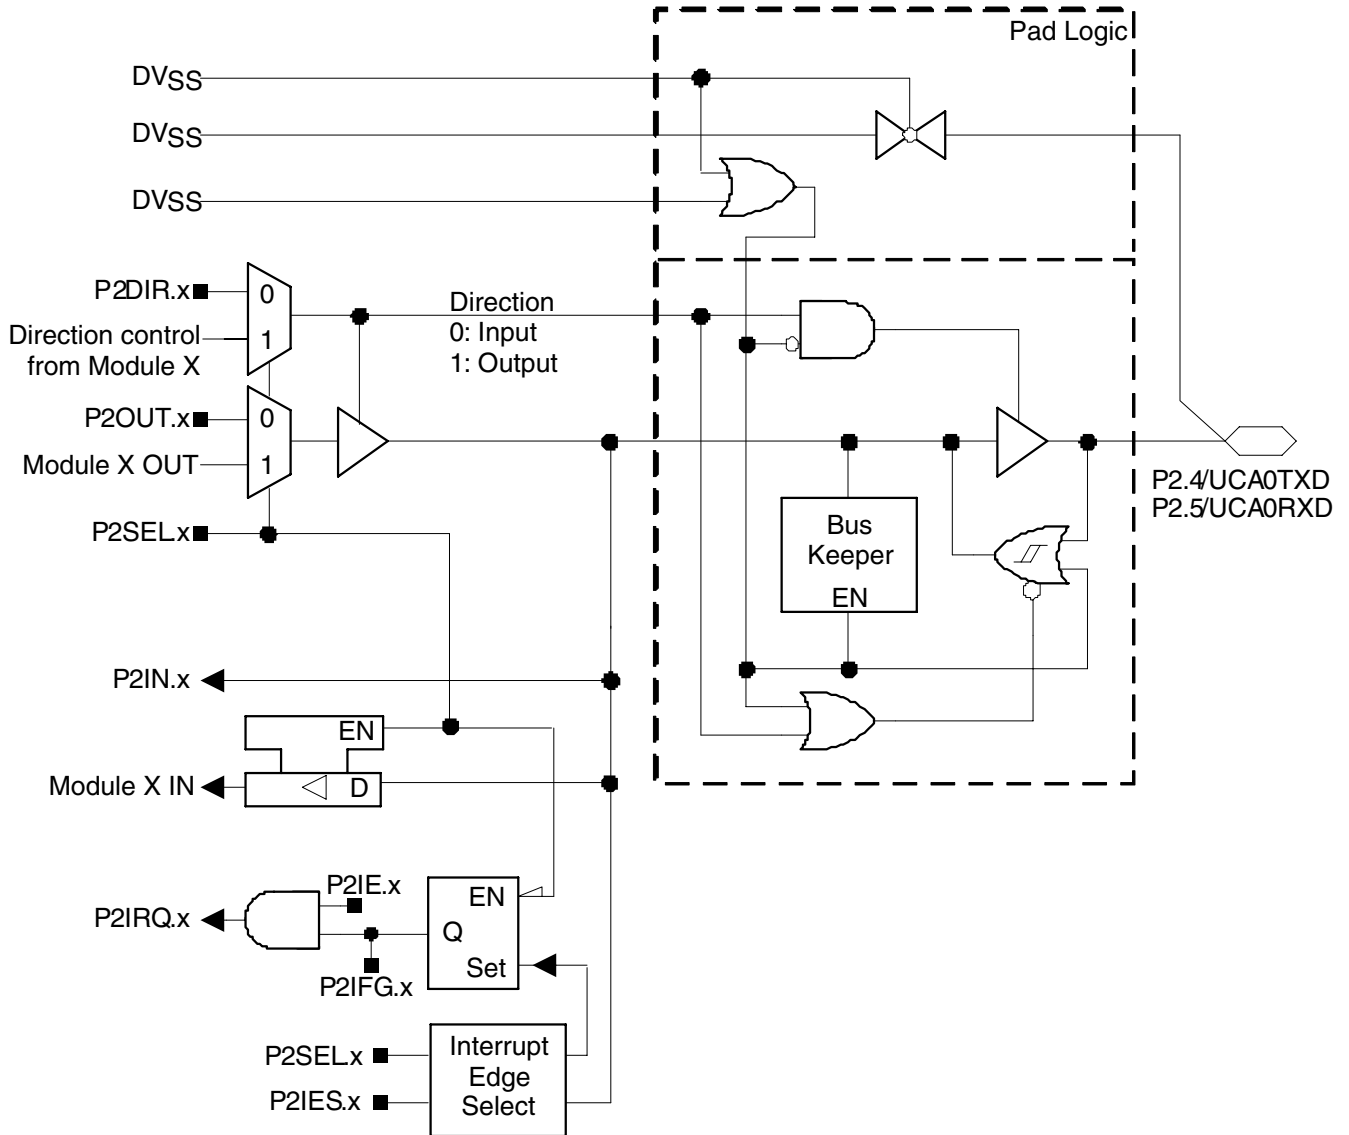 Pad Logic
DVSS
DVSS
DVSS
P2DIR.x
0
1
Direction control
from Module X
Direction
0: Input
1: Output
P2OUT.x
0
1
Module X OUT
P2SEL.x
P2.4/UCA0TXD
P2.5/UCA0RXD
Bus
Keeper
EN
P2IN.x
EN
Module X IN
D
P2IE.x
P2IRQ.x
EN
Q
Set
P2IFG.x
P2SEL.x
P2IES.x
Interrupt
Edge
Select